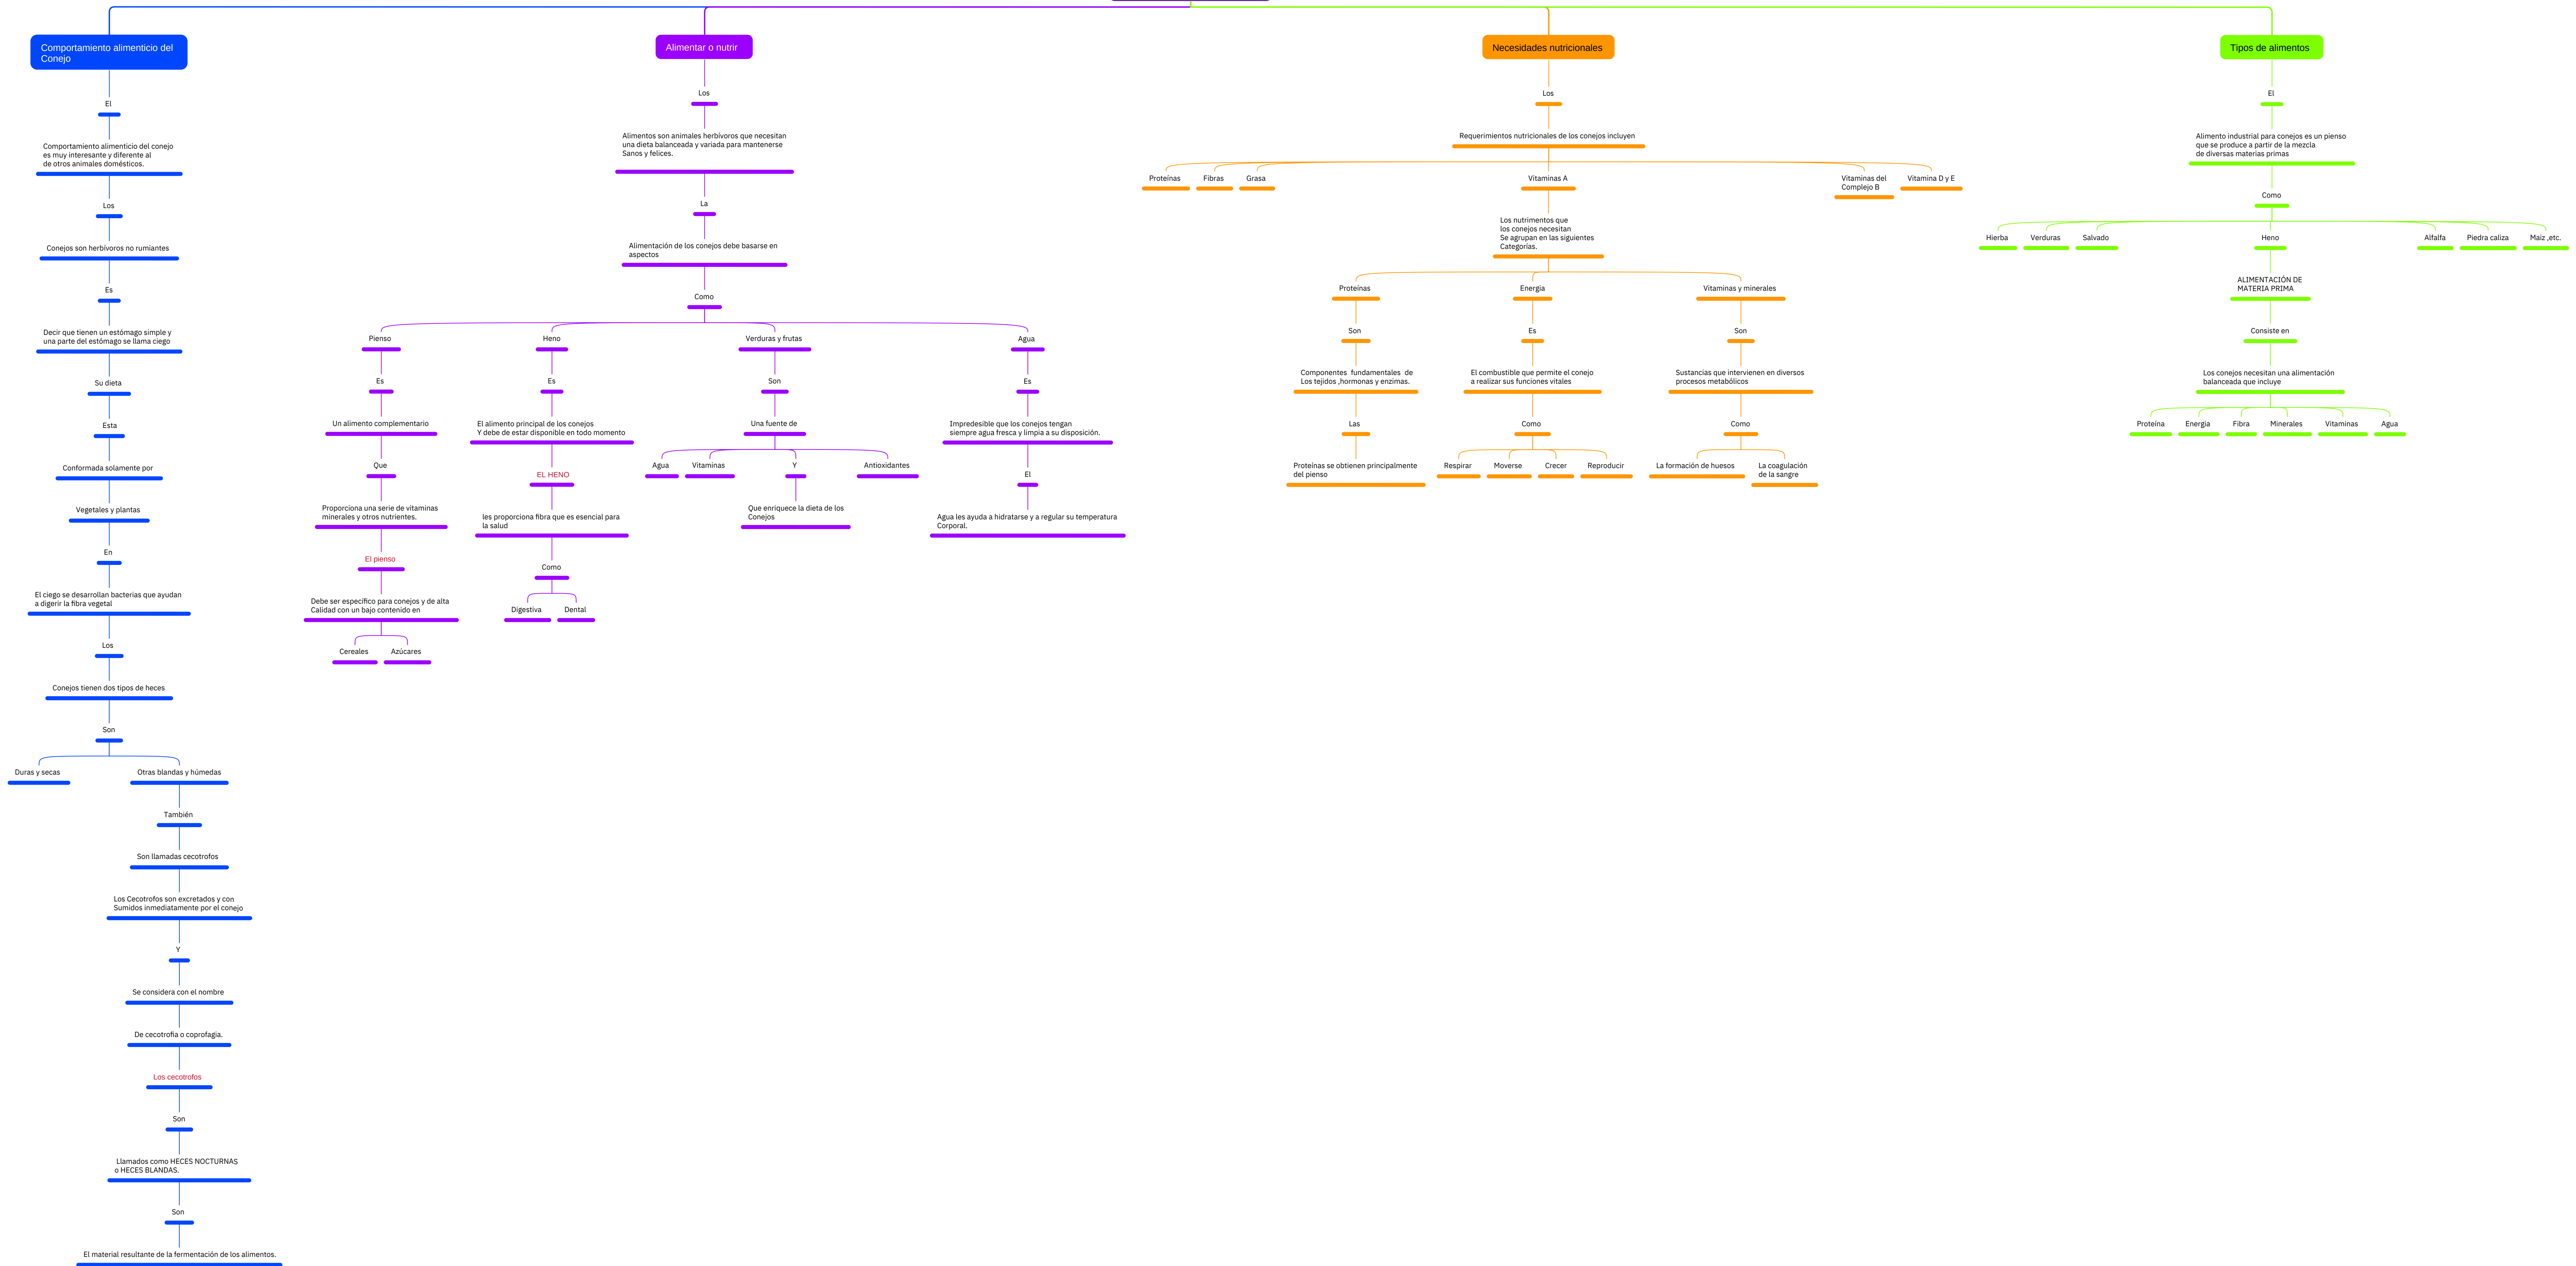 Comportamiento alimenticio del
Conejo
El
Comportamiento alimenticio del conejo
es muy interesante y diferente al
de otros animales domésticos.
Los
Conejos son herbívoros no rumiantes
Es
Decir que tienen un estómago simple y
una parte del estómago se llama ciego
Su dieta
Esta
Conformada solamente por
Vegetales y plantas
En
El ciego se desarrollan bacterias que ayudan
a digerir la fibra vegetal
Los
Conejos tienen dos tipos de heces
Son
Duras y secas
Otras blandas y húmedas
También
Son llamadas cecotrofos
Los Cecotrofos son excretados y con
Sumidos inmediatamente por el conejo
Y
Se considera con el nombre
De cecotrofia o coprofagia.
Los cecotrofos
Son
Llamados como HECES NOCTURNAS
o HECES BLANDAS.
Son
El material resultante de la fermentación de los alimentos.
Alimentar o nutrir
Los
Alimentos son animales herbívoros que necesitan
una dieta balanceada y variada para mantenerse
Sanos y felices.
La
Alimentación de los conejos debe basarse en
aspectos
Como
Pienso
Es
Un alimento complementario
Que
Proporciona una serie de vitaminas
minerales y otros nutrientes.
El pienso
Debe ser específico para conejos y de alta
Calidad con un bajo contenido en
Cereales
Azúcares
Heno
Es
El alimento principal de los conejos
Y debe de estar disponible en todo momento
EL HENO
les proporciona fibra que es esencial para
la salud
Como
Digestiva
Dental
Verduras y frutas
Son
Una fuente de
Agua
Vitaminas
Y
Que enriquece la dieta de los
Conejos
Antioxidantes
Agua
Es
Impredesible que los conejos tengan
siempre agua fresca y limpia a su disposición.
El
Agua les ayuda a hidratarse y a regular su temperatura
Corporal.
Necesidades nutricionales
Los
Requerimientos nutricionales de los conejos incluyen
Proteínas
Fibras
Grasa
Vitaminas A
Vitaminas del
Complejo B
Vitamina D y E
Los nutrimentos que
los conejos necesitan
Se agrupan en las siguientes
Categorías.
Proteínas
Son
Componentes  fundamentales  de
Los tejidos ,hormonas y enzimas.
Las
Proteínas se obtienen principalmente
del pienso
Energia
Es
El combustible que permite el conejo
a realizar sus funciones vitales
Como
Respirar
Moverse
Crecer
Reproducir
Vitaminas y minerales
Son
Sustancias que intervienen en diversos
procesos metabólicos
Como
La formación de huesos
La coagulación
de la sangre
Tipos de alimentos
El
Alimento industrial para conejos es un pienso
que se produce a partir de la mezcla
de diversas materias primas
Como
Hierba
Verduras
Salvado
Heno
Alfalfa
Piedra caliza
Maiz ,etc.
ALIMENTACIÓN DE
MATERIA PRIMA
Consiste en
Los conejos necesitan una alimentación
balanceada que incluye
Proteína
Energia
Fibra
Minerales
Vitaminas
Agua